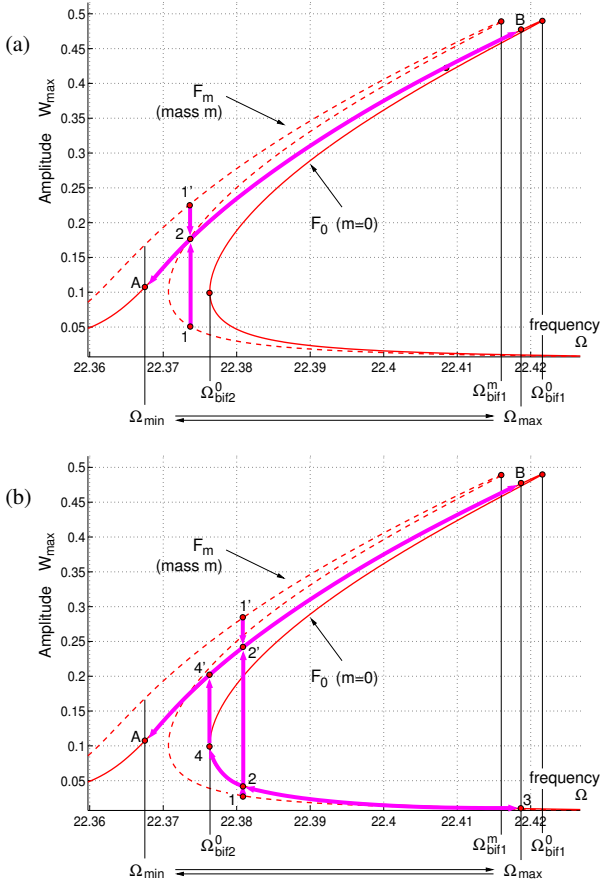 (a)
Amplitude W_max
0.5
0.45
0.4
0.35
0.3
0.25
0.2
0.15
0.1
0.05
F_m
(mass m)
F_0 (m=0)
B
1'
2
A
1
frequency
Ω
22.36 22.37 22.38 22.39 22.4 22.41 22.42
Ω_min Ω^0_bif2 Ω^m_bif1 Ω_max Ω^0_bif1
(b)
Amplitude W_max
0.5
0.45
0.4
0.35
0.3
0.25
0.2
0.15
0.1
0.05
F_m
(mass m)
F_0 (m=0)
B
1'
2'
4'
A
4
2
1
3
frequency
Ω
22.36 22.37 22.38 22.39 22.4 22.41 22.42
Ω_min Ω^0_bif2 Ω^m_bif1 Ω_max Ω^0_bif1